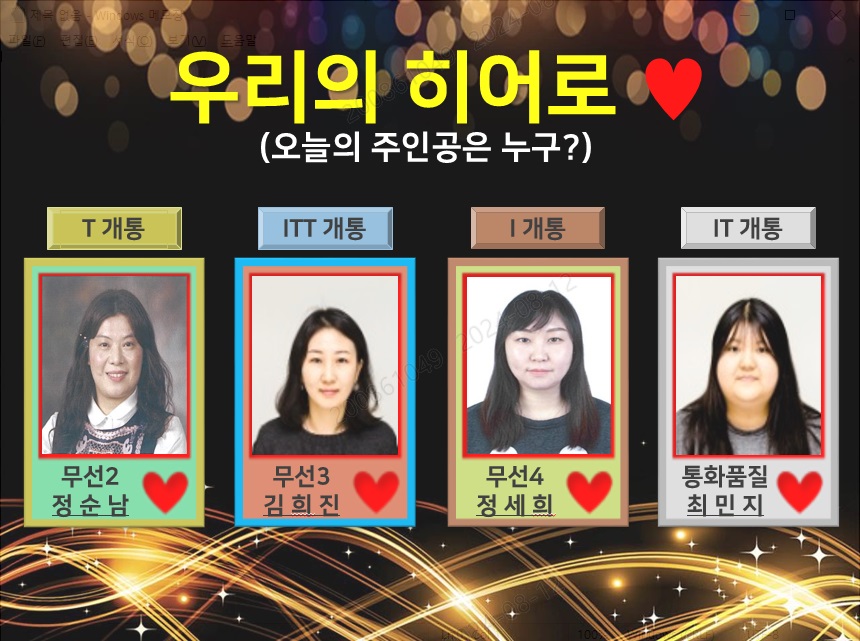 우리의 히어로
(오늘의 주인공은 누구?)
T 개통
ITT 개통
I 개통
IT 개통
무선2
정 순 남
무선3
김 희 진
무선4
정 세 희
통화품질
최 민 지